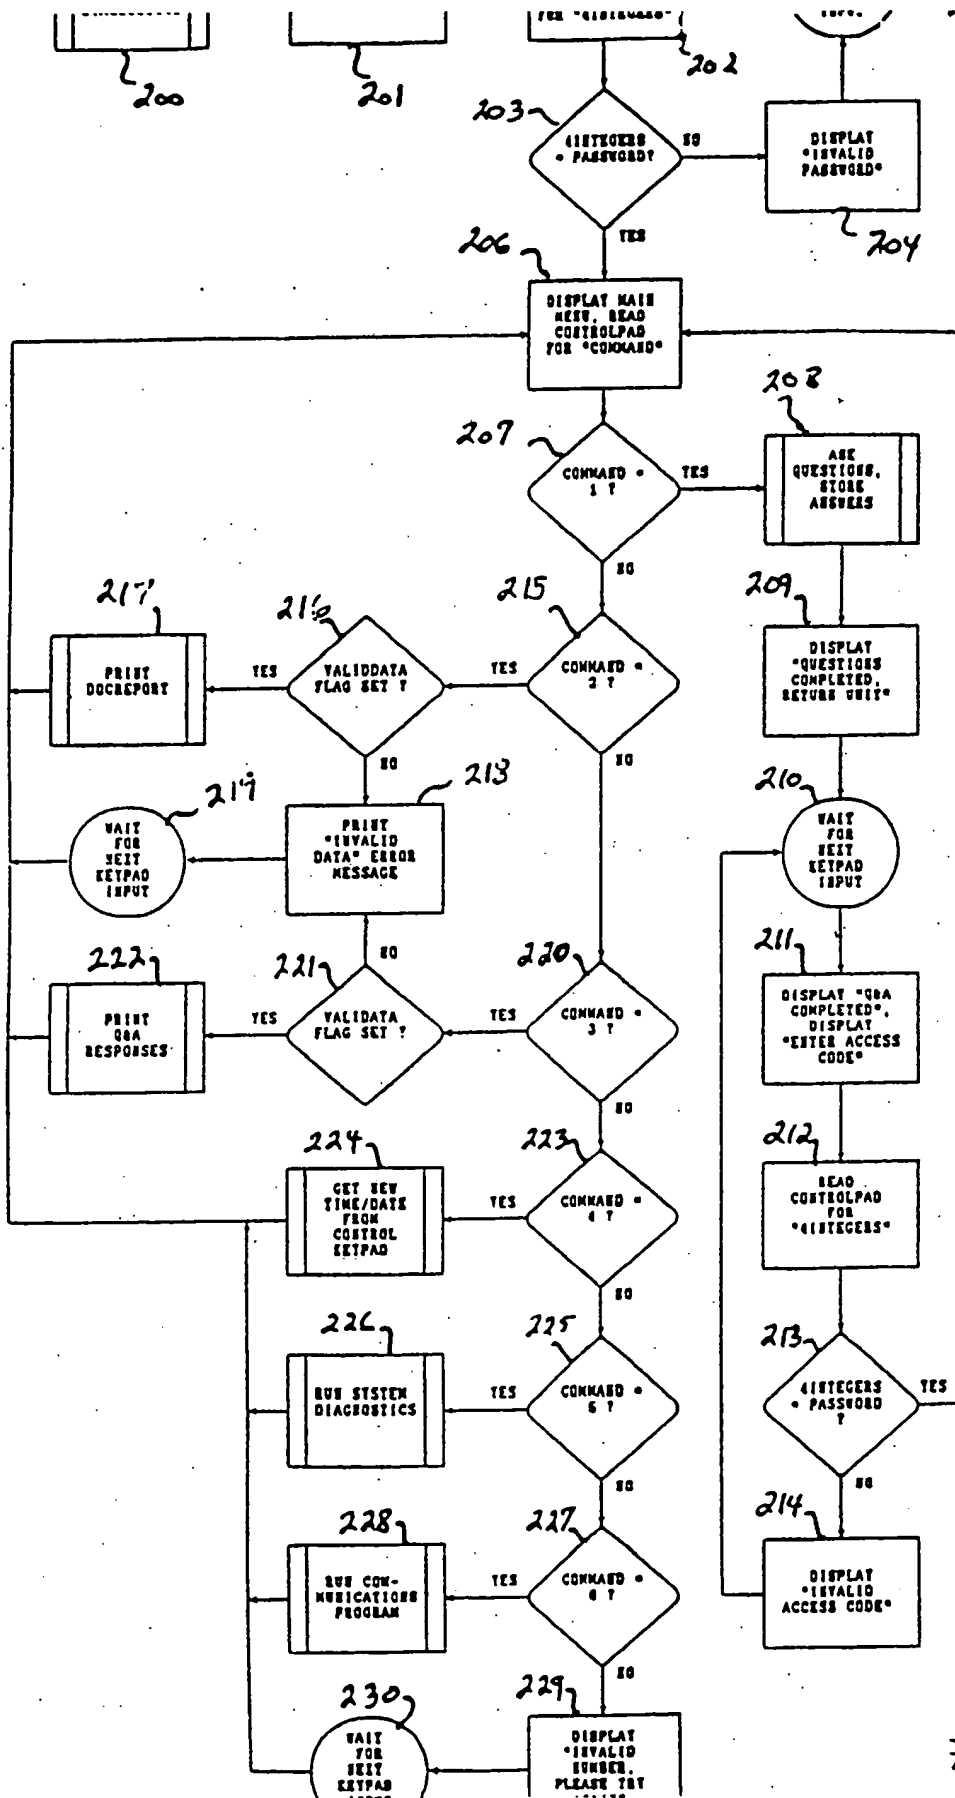 FOR "4INTEGERS"
INPUT
200
201
202
203
4INTEGERS
= PASSWORD?
NO
DISPLAY
"INVALID
PASSWORD"
204
YES
206
DISPLAY MAIN
MENU, READ
CONTROLPAD
FOR "COMMAND"
207
COMMAND =
1 ?
YES
208
ASK
QUESTIONS,
STORE
ANSWERS
NO
209
DISPLAY
"QUESTIONS
COMPLETED,
RETURN UNIT"
215
COMMAND =
2 ?
YES
216
VALIDDATA
FLAG SET ?
YES
217
PRINT
DOCREPORT
NO
NO
218
PRINT
"INVALID
DATA" ERROR
MESSAGE
219
WAIT
FOR
NEXT
KEYPAD
INPUT
210
WAIT
FOR
NEXT
KEYPAD
INPUT
220
COMMAND =
3 ?
YES
221
NO
VALIDATA
FLAG SET ?
YES
222
PRINT
Q&A
RESPONSES
211
DISPLAY "Q&A
COMPLETED",
DISPLAY
"ENTER ACCESS
CODE"
NO
223
COMMAND =
4 ?
YES
224
GET NEW
TIME/DATE
FROM
CONTROL
KEYPAD
212
READ
CONTROLPAD
FOR
"4INTEGERS"
NO
225
COMMAND =
5 ?
YES
226
RUN SYSTEM
DIAGNOSTICS
213
4INTEGERS
= PASSWORD
?
YES
NO
NO
227
COMMAND =
6 ?
YES
228
RUN COM-
MUNICATIONS
PROGRAM
214
DISPLAY
"INVALID
ACCESS CODE"
NO
229
DISPLAY
"INVALID
NUMBER,
PLEASE TRY
230
WAIT
FOR
NEXT
KEYPAD